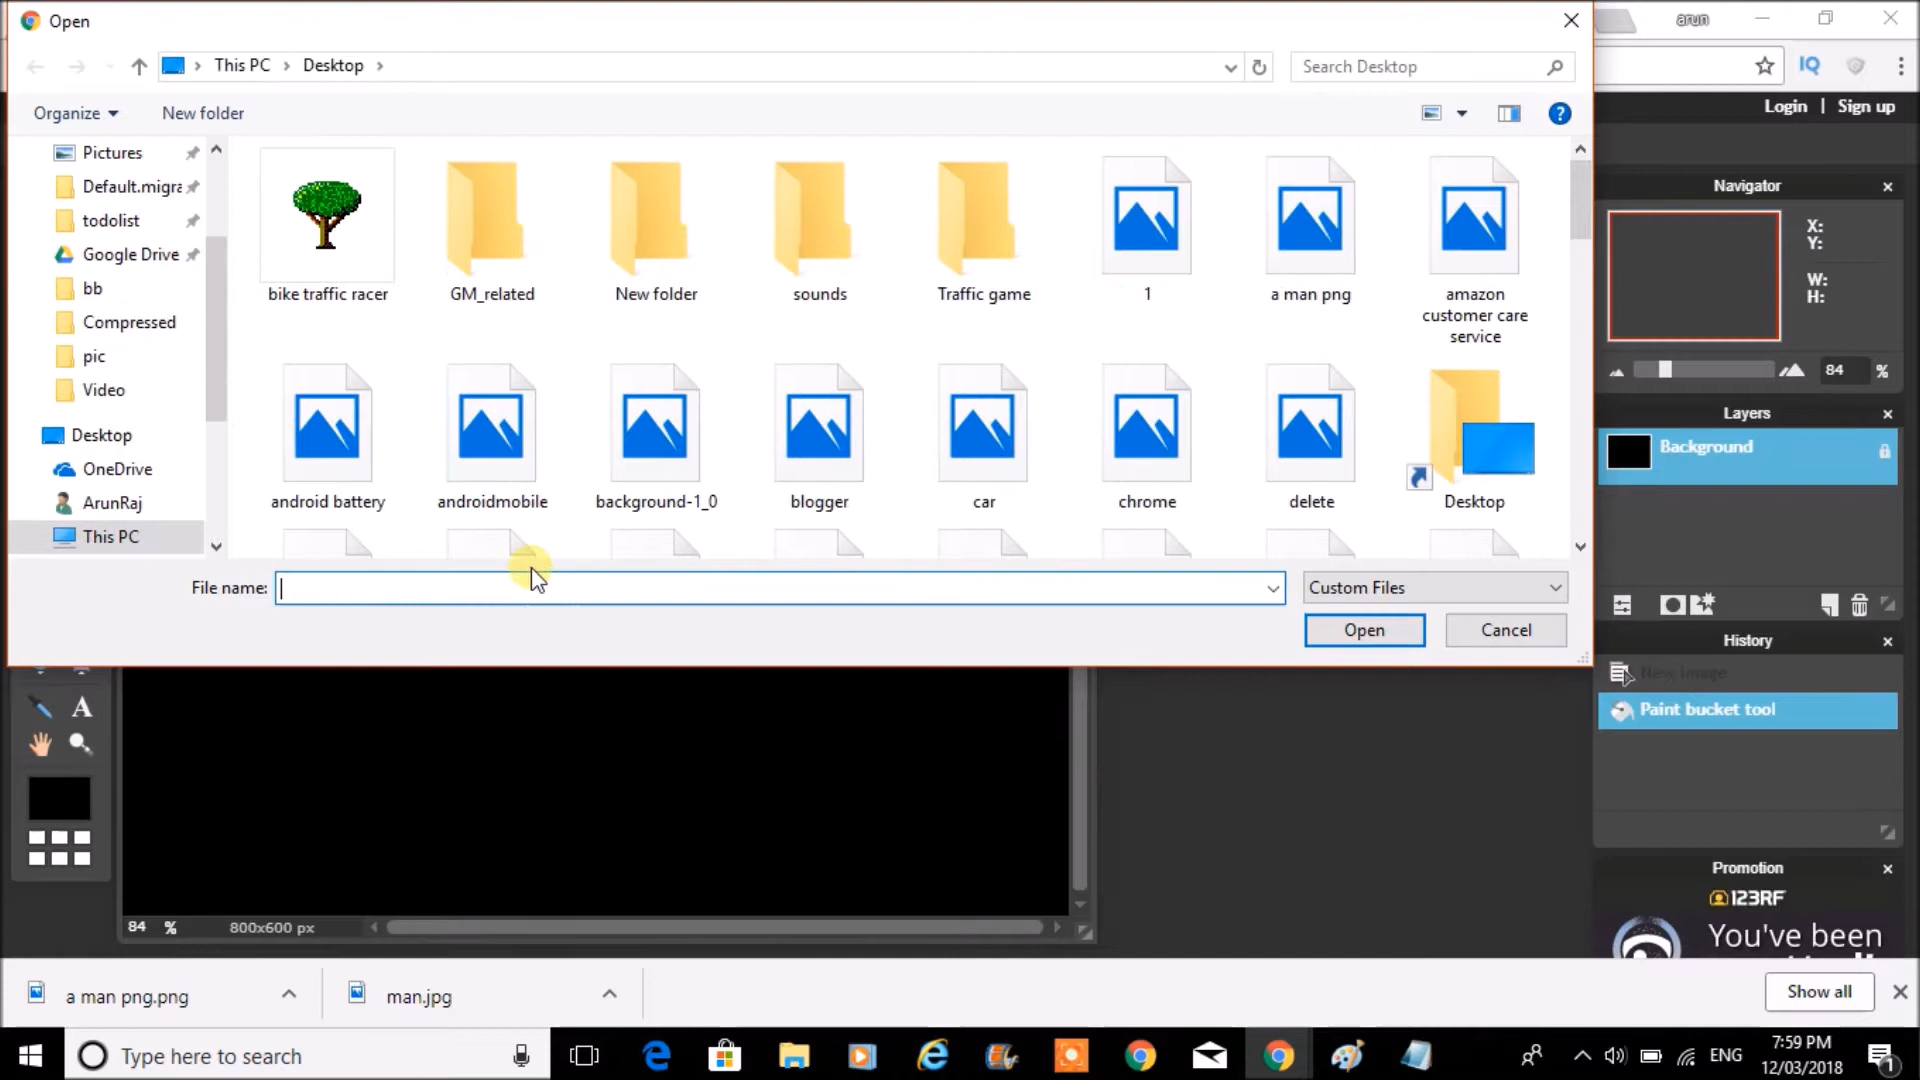 Open
arun
This PC
Desktop
Search Desktop
IQ
Organize
New folder
Login | Sign up
Pictures
Default.migra
todolist
Google Drive
bb
Compressed
pic
Video
Desktop
OneDrive
ArunRaj
This PC
bike traffic racer
GM_related
New folder
sounds
Traffic game
1
a man png
amazon
customer care
service
android battery
androidmobile
background-1_0
blogger
car
chrome
delete
Desktop
File name:
Custom Files
Open
Cancel
Navigator
X:
Y:
W:
H:
84 %
Layers
Background
History
New image
Paint bucket tool
Promotion
123RF
You've been
A
84 %
800x600 px
a man png.png
man.jpg
Show all
Type here to search
ENG
7:59 PM
12/03/2018
1